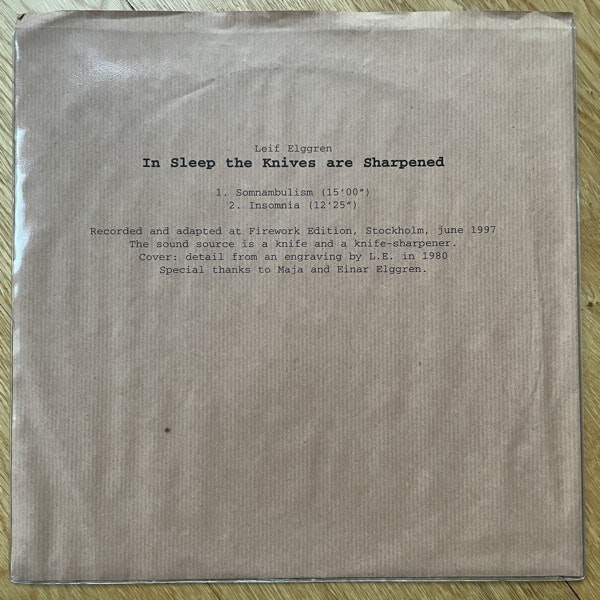 Leif Elggren
In Sleep the Knives are Sharpened
1. Somnambulism (15'00")
2. Insomnia (12'25")
Recorded and adapted at Firework Edition, Stockholm, june 1997
The sound source is a knife and a knife-sharpener.
Cover: detail from an engraving by L.E. in 1980
Special thanks to Maja and Einar Elggren.